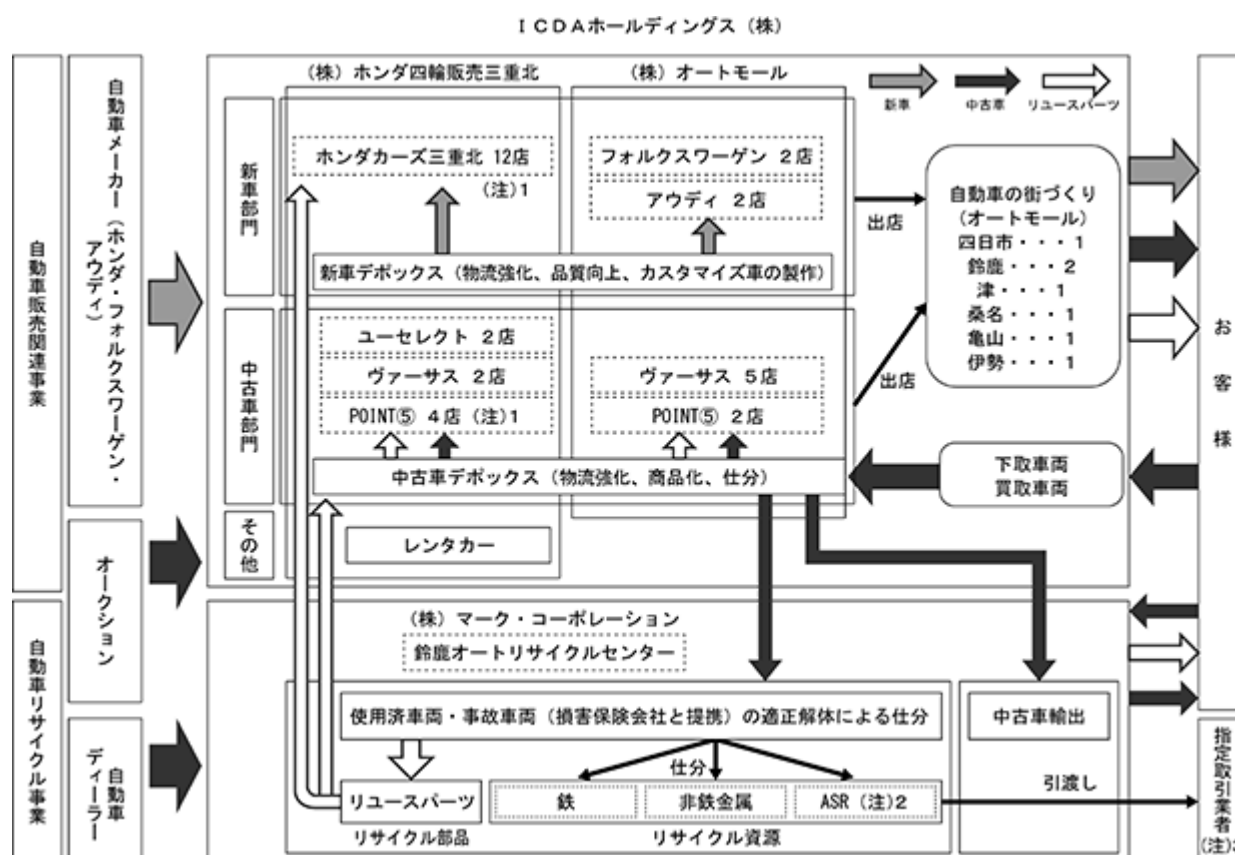 ＩＣＤＡホールディングス（株）
自動車販売関連事業
自動車リサイクル事業
自動車メーカー（ホンダ・フォルクスワーゲン・
アウディ）
オークション
自動車
ディーラー
（株）ホンダ四輪販売三重北
（株）オートモール
新車
中古車
リユースパーツ
新車部門
ホンダカーズ三重北 12店
(注)1
フォルクスワーゲン ２店
アウディ ２店
新車デポックス（物流強化、品質向上、カスタマイズ車の製作）
出店
自動車の街づくり
（オートモール）
四日市・・・１
鈴鹿・・・２
津・・・１
桑名・・・１
亀山・・・１
伊勢・・・１
中古車部門
ユーセレクト ２店
ヴァーサス ２店
POINT⑤ ４店 (注)1
ヴァーサス ５店
POINT⑤ ２店
出店
中古車デポックス（物流強化、商品化、仕分）
下取車両
買取車両
お客様
その他
レンタカー
（株）マーク・コーポレーション
鈴鹿オートリサイクルセンター
使用済車両・事故車両（損害保険会社と提携）の適正解体による仕分
中古車輸出
仕分
リユースパーツ
鉄
非鉄金属
ASR（注）2
引渡し
リサイクル部品
リサイクル資源
指定取引業者
(注)3